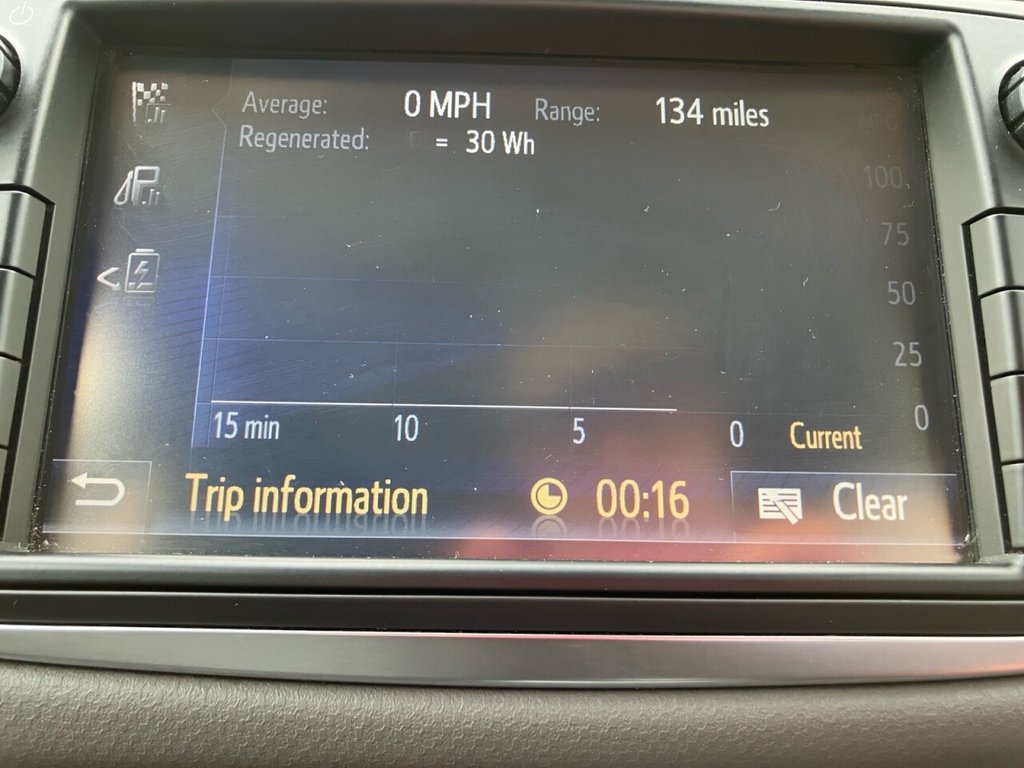 Average: 0 MPH Range: 134 miles
Regenerated: = 30 Wh
MPG
100
75
50
25
0
15 min 10 5 0 Current
Trip information 00:16 Clear